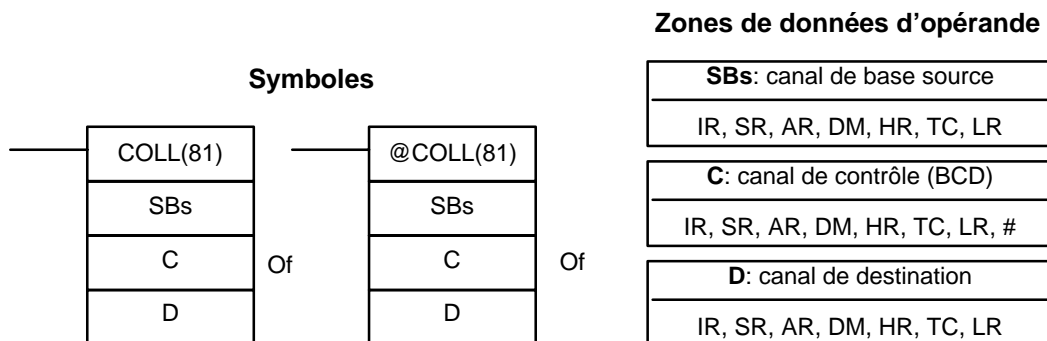 Zones de données d’opérande
Symboles
COLL(81)
SBs
C
Of
D
@COLL(81)
SBs
C
Of
D
SBs: canal de base source
IR, SR, AR, DM, HR, TC, LR
C: canal de contrôle (BCD)
IR, SR, AR, DM, HR, TC, LR, #
D: canal de destination
IR, SR, AR, DM, HR, TC, LR